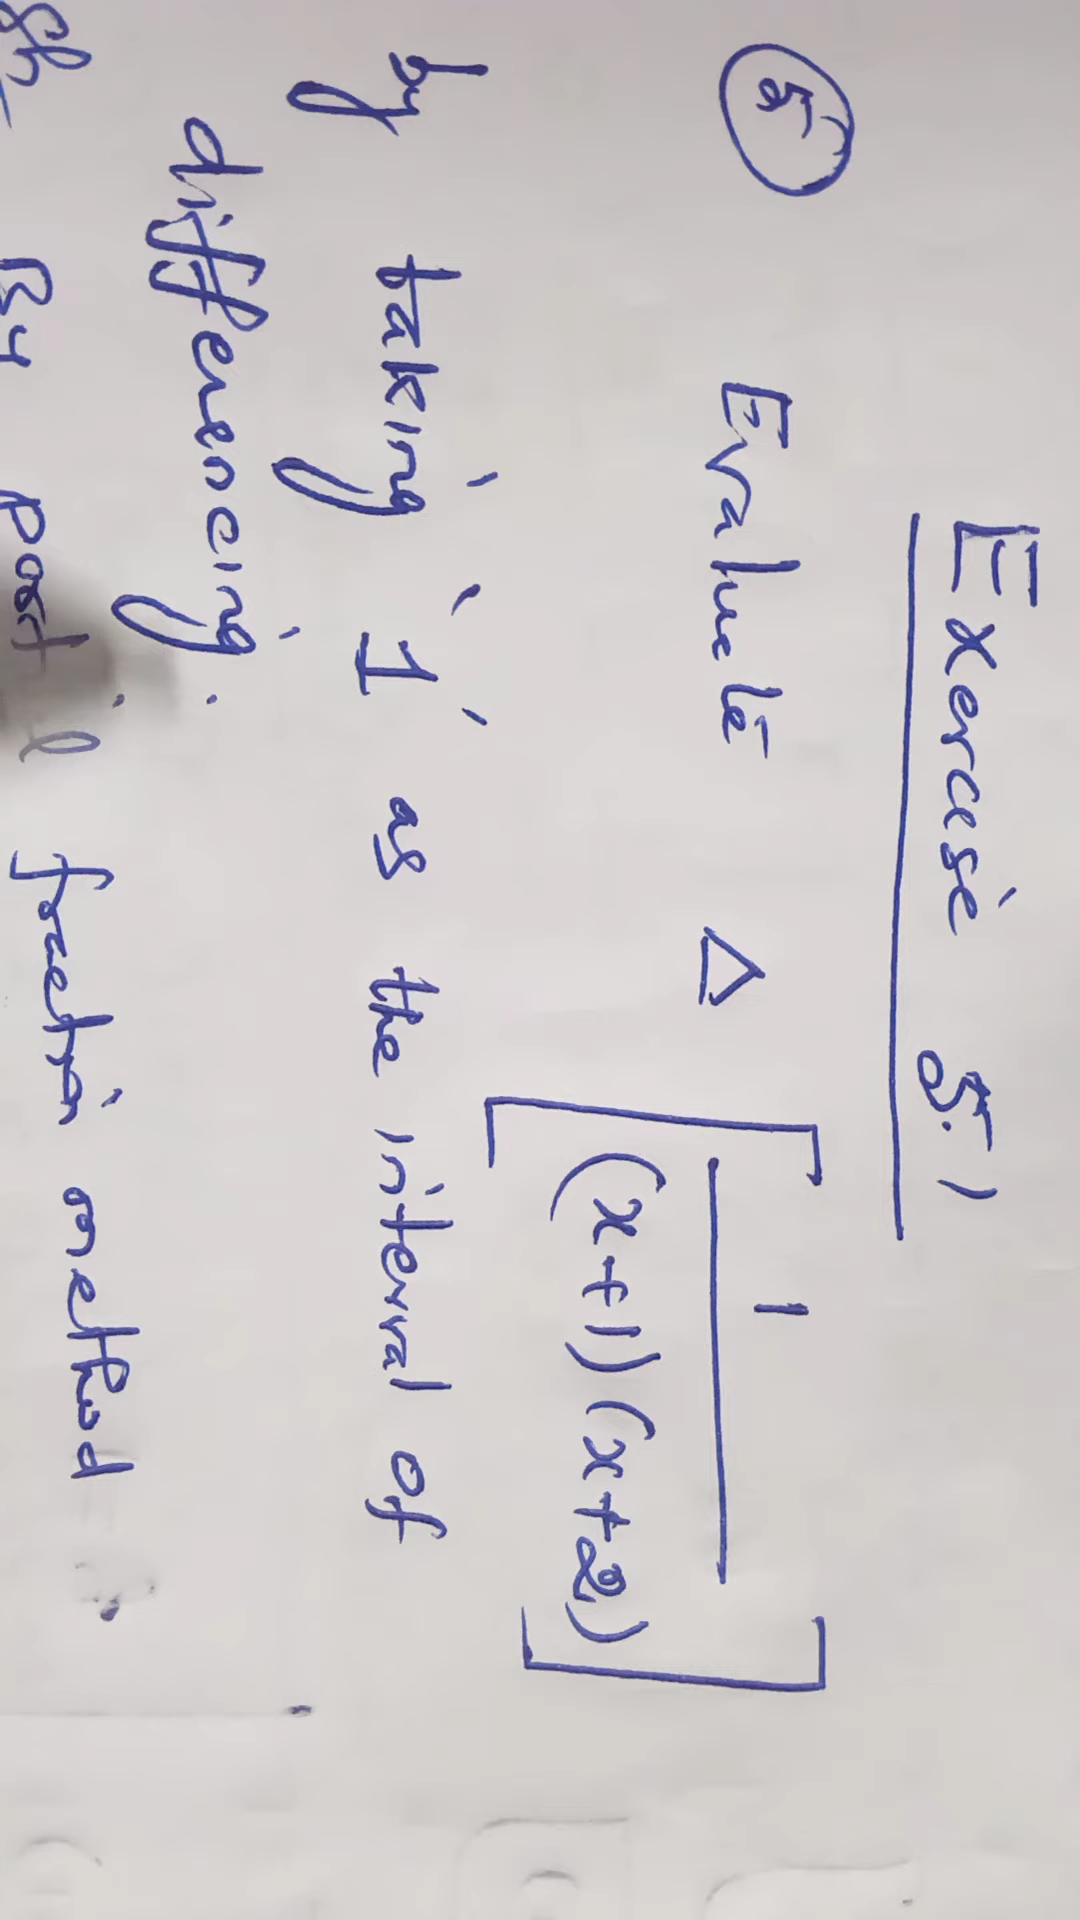 Exercise 5.1
5 Evaluate Δ [ 1 / (x+1)(x+2) ]
by taking '1' as the interval of
differencing.
By partial fraction method